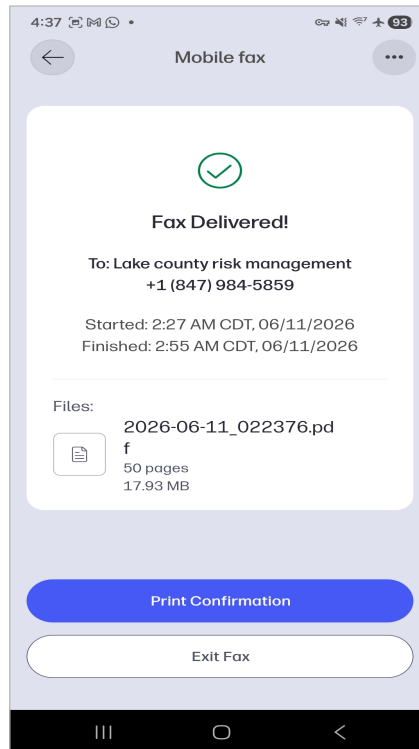 4:37
93
Mobile fax
Fax Delivered!
To: Lake county risk management
+1 (847) 984-5859
Started: 2:27 AM CDT, 06/11/2026
Finished: 2:55 AM CDT, 06/11/2026
Files:
2026-06-11_022376.pd
f
50 pages
17.93 MB
Print Confirmation
Exit Fax